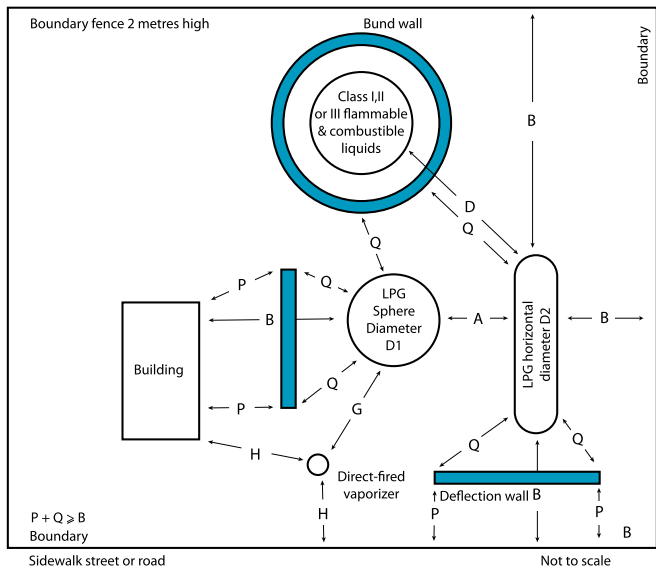 Boundary fence 2 metres high
Bund wall
Boundary
Class I,II
or III flammable
& combustible
liquids
B
D
Q
Q
P
Q
B
LPG
Sphere
Diameter
D1
A
LPG horizontal
diameter D2
B
Building
P
Q
G
H
Q
Q
Direct-fired
vaporizer
Deflection wall
B
H
P
P
P + Q ⩾ B
B
Boundary
Sidewalk street or road
Not to scale